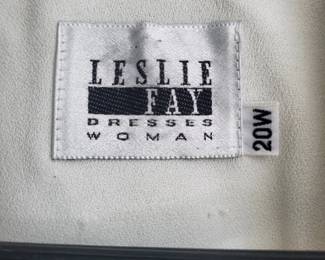 LESLIE
FAY
DRESSES
WOMAN
20W